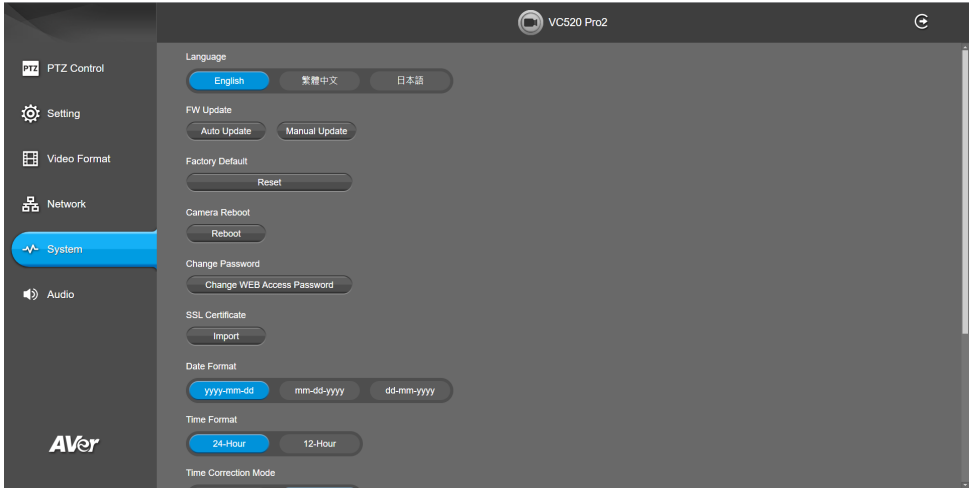 VC520 Pro2
PTZ PTZ Control
Setting
Video Format
Network
System
Audio
AVer
Language
English 繁體中文 日本語
FW Update
Auto Update Manual Update
Factory Default
Reset
Camera Reboot
Reboot
Change Password
Change WEB Access Password
SSL Certificate
Import
Date Format
yyyy-mm-dd mm-dd-yyyy dd-mm-yyyy
Time Format
24-Hour 12-Hour
Time Correction Mode